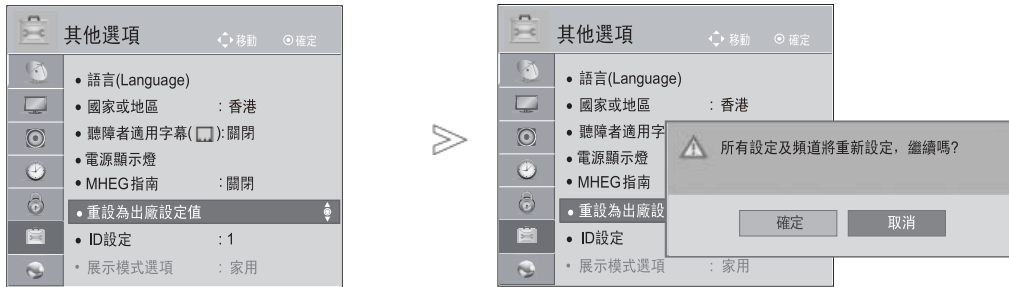 其他選項 移動 ⊙確定
• 語言(Language)
• 國家或地區 : 香港
• 聽障者適用字幕( ):關閉
• 電源顯示燈
• MHEG指南 :關閉
• 重設為出廠設定值
• ID設定 : 1
• 展示模式選項 : 家用
其他選項 移動 ⊙確定
• 語言(Language)
• 國家或地區 : 香港
• 聽障者適用字
• 電源顯示燈
• MHEG指南
• 重設為出廠設
• ID設定
• 展示模式選項 : 家用
所有設定及頻道將重新設定, 繼續嗎?
確定 取消